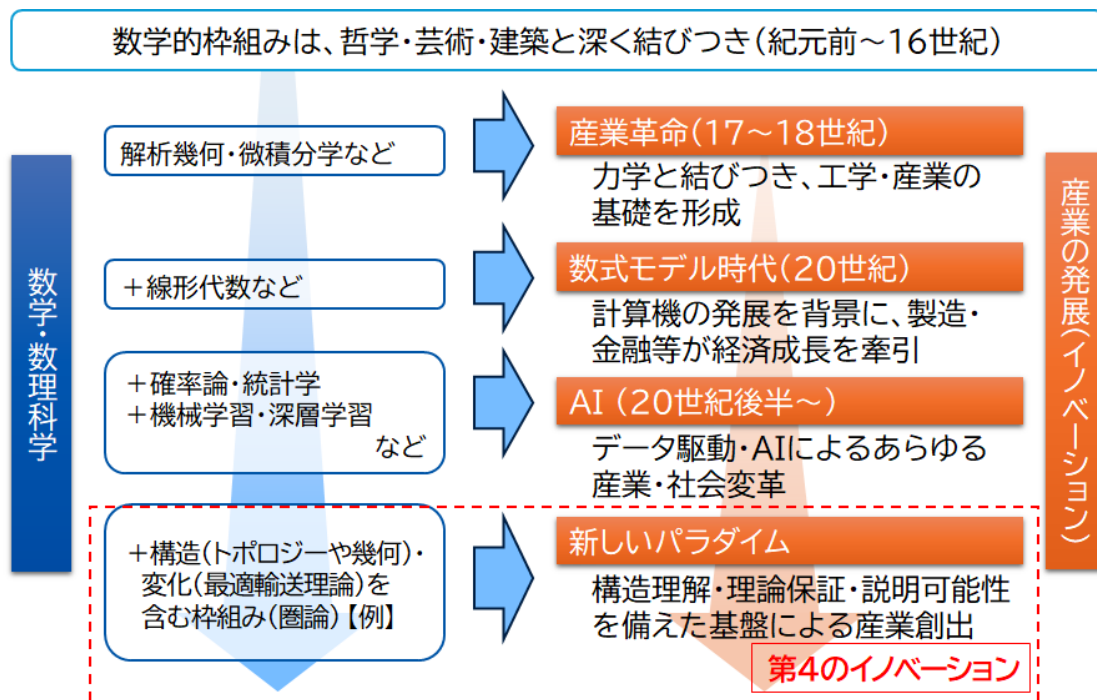 数学的枠組みは、哲学・芸術・建築と深く結びつき(紀元前～16世紀)
数学・数理科学
解析幾何・微積分学など
産業革命(17～18世紀)
力学と結びつき、工学・産業の
基礎を形成
＋線形代数など
数式モデル時代(20世紀)
計算機の発展を背景に、製造・
金融等が経済成長を牽引
＋確率論・統計学
＋機械学習・深層学習
など
AI (20世紀後半～)
データ駆動・AIによるあらゆる
産業・社会変革
＋構造(トポロジーや幾何)・
変化(最適輸送理論)を
含む枠組み(圏論)【例】
新しいパラダイム
構造理解・理論保証・説明可能性
を備えた基盤による産業創出
第4のイノベーション
産業の発展(イノベーション)